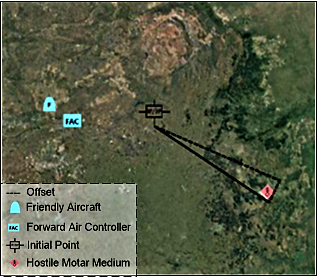 FAC
Offset
Friendly Aircraft
FAC
Forward Air Controller
Initial Point
Hostile Motar Medium